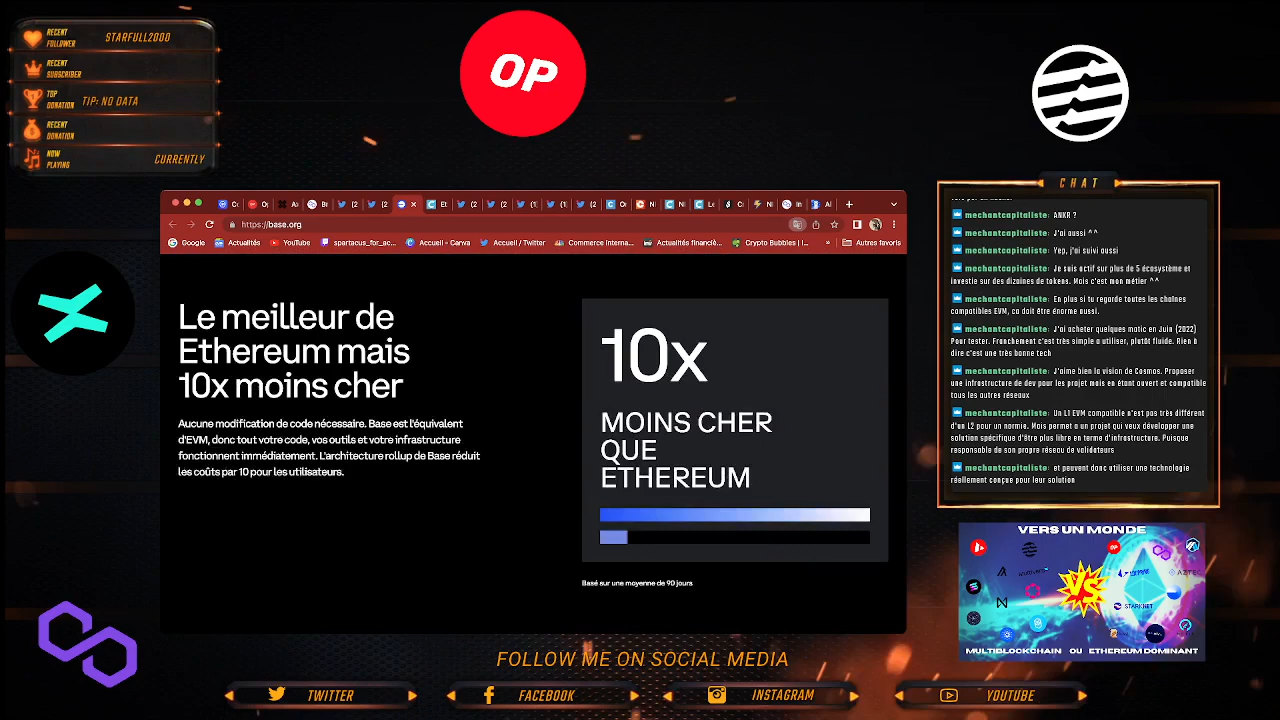 RECENT
FOLLOWER
STARFULL2000
RECENT
SUBSCRIBER
TOP
DONATION
TIP: NO DATA
RECENT
DONATION
NOW
PLAYING
CURRENTLY
OP
https://base.org
Google
Actualités
YouTube
spartacus_for_ac...
Accueil – Canva
Accueil / Twitter
Commerce Interna...
Actualités financiè...
Crypto Bubbles | I...
»
Autres favoris
Le meilleur de
Ethereum mais
10x moins cher
Aucune modification de code nécessaire. Base est l'équivalent
d'EVM, donc tout votre code, vos outils et votre infrastructure
fonctionnent immédiatement. L'architecture rollup de Base réduit
les coûts par 10 pour les utilisateurs.
10x
MOINS CHER
QUE
ETHEREUM
Basé sur une moyenne de 90 jours
CHAT
mechantcapitaliste: ANKR ?
mechantcapitaliste: J'ai aussi ^^
mechantcapitaliste: Yep, j'ai suivi aussi
mechantcapitaliste: Je suis actif sur plus de 5 écosystème et
investie sur des dizaines de tokens. Mais c'est mon métier ^^
mechantcapitaliste: En plus si tu regarde toutes les chaînes
compatibles EVM, ca doit être énorme aussi.
mechantcapitaliste: J'ai acheter quelques matic en Juin (2022)
Pour tester. Franchement c'est très simple a utiliser, plutôt fluide. Rien à
dire c'est une très bonne tech
mechantcapitaliste: J'aime bien la vision de Cosmos. Proposer
une infrastructure de dev pour les projet mais en étant ouvert et compatible
tous les autres réseaux
mechantcapitaliste: Un L1 EVM compatible n'est pas très différent
d'un L2 pour un normie. Mais permet a un projet qui veux développer une
solution spécifique d'être plus libre en terme d'infrastructure. Puisque
responsable de son propre réseau de validateurs
mechantcapitaliste: et peuvent donc utiliser une technologie
réellement conçue pour leur solution
VERS UN MONDE
OP
VS
AZTEC
STARKNET
MULTIBLOCKCHAIN OU ETHEREUM DOMINANT
FOLLOW ME ON SOCIAL MEDIA
TWITTER
FACEBOOK
INSTAGRAM
YOUTUBE